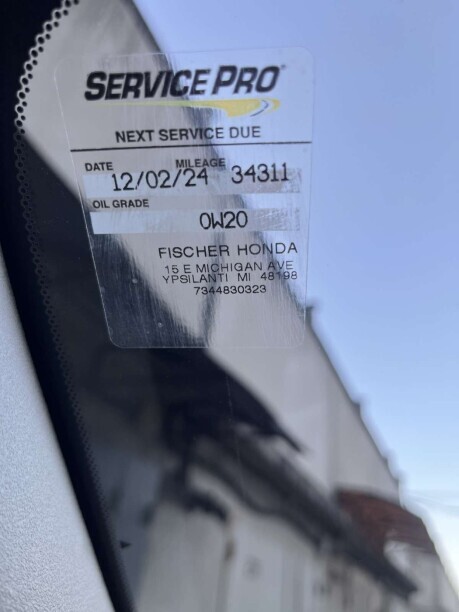 SERVICE PRO®
NEXT SERVICE DUE
DATE MILEAGE
12/02/24 34311
OIL GRADE
0W20
FISCHER HONDA
15 E MICHIGAN AVE
YPSILANTI MI 48198
7344830323